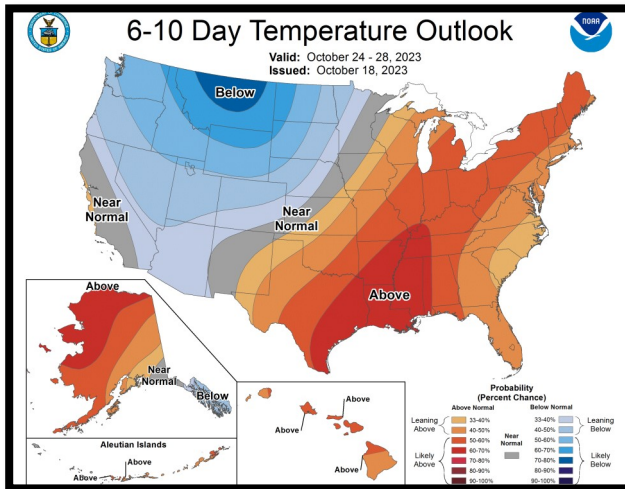 6-10 Day Temperature Outlook
NOAA
Valid: October 24 - 28, 2023
Issued: October 18, 2023
Below
Near
Normal
Near
Normal
Above
Above
Near
Normal
Below
Aleutian Islands
Above
Above
Above
Above
Above
Probability
(Percent Chance)
Above Normal
Below Normal
Leaning
Above
33-40%
40-50%
Likely
Above
50-60%
60-70%
70-80%
80-90%
90-100%
Near
Normal
33-40%
40-50%
Leaning
Below
50-60%
60-70%
70-80%
80-90%
90-100%
Likely
Below